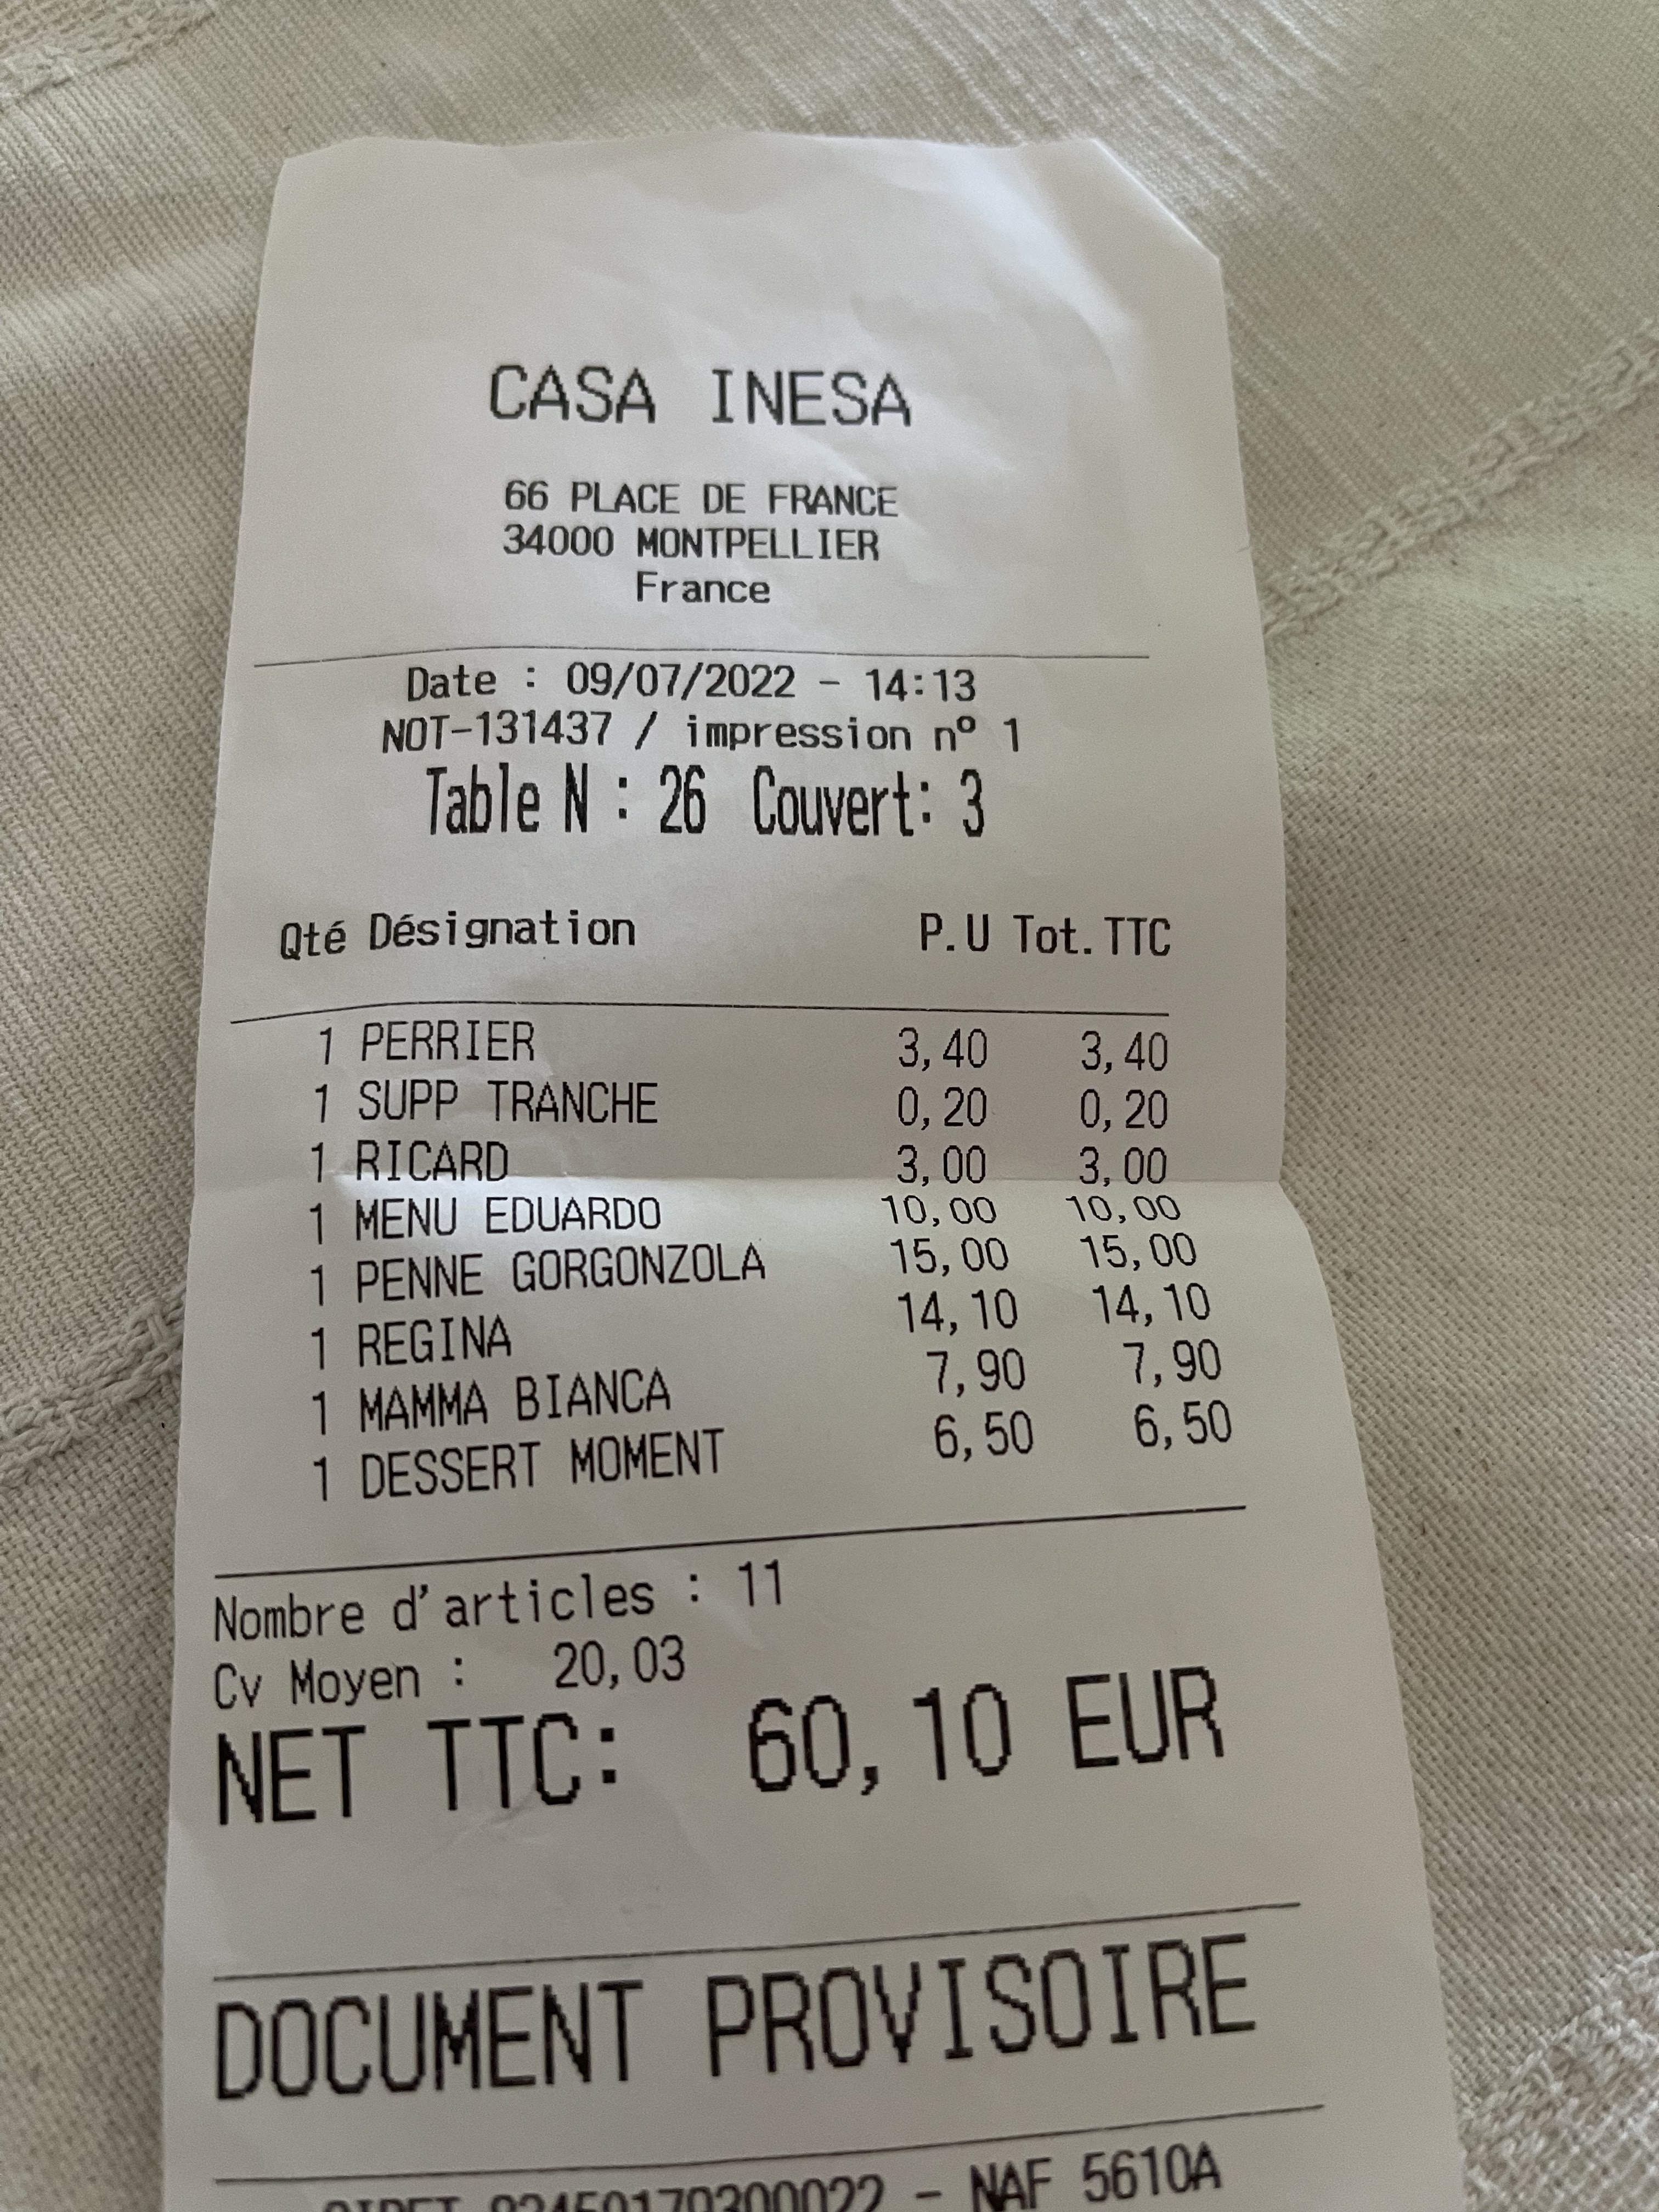 CASA INESA
66 PLACE DE FRANCE
34000 MONTPELLIER
France
Date : 09/07/2022 - 14:13
NOT-131437 / impression nº 1
Table N : 26 Couvert: 3
Qté Désignation P.U Tot. TTC
1 PERRIER 3,40 3,40
1 SUPP TRANCHE 0,20 0,20
1 RICARD 3,00 3,00
1 MENU EDUARDO 10,00 10,00
1 PENNE GORGONZOLA 15,00 15,00
1 REGINA 14,10 14,10
1 MAMMA BIANCA 7,90 7,90
1 DESSERT MOMENT 6,50 6,50
Nombre d'articles : 11
Cv Moyen : 20,03
NET TTC: 60,10 EUR
DOCUMENT PROVISOIRE
- NAF 5610A